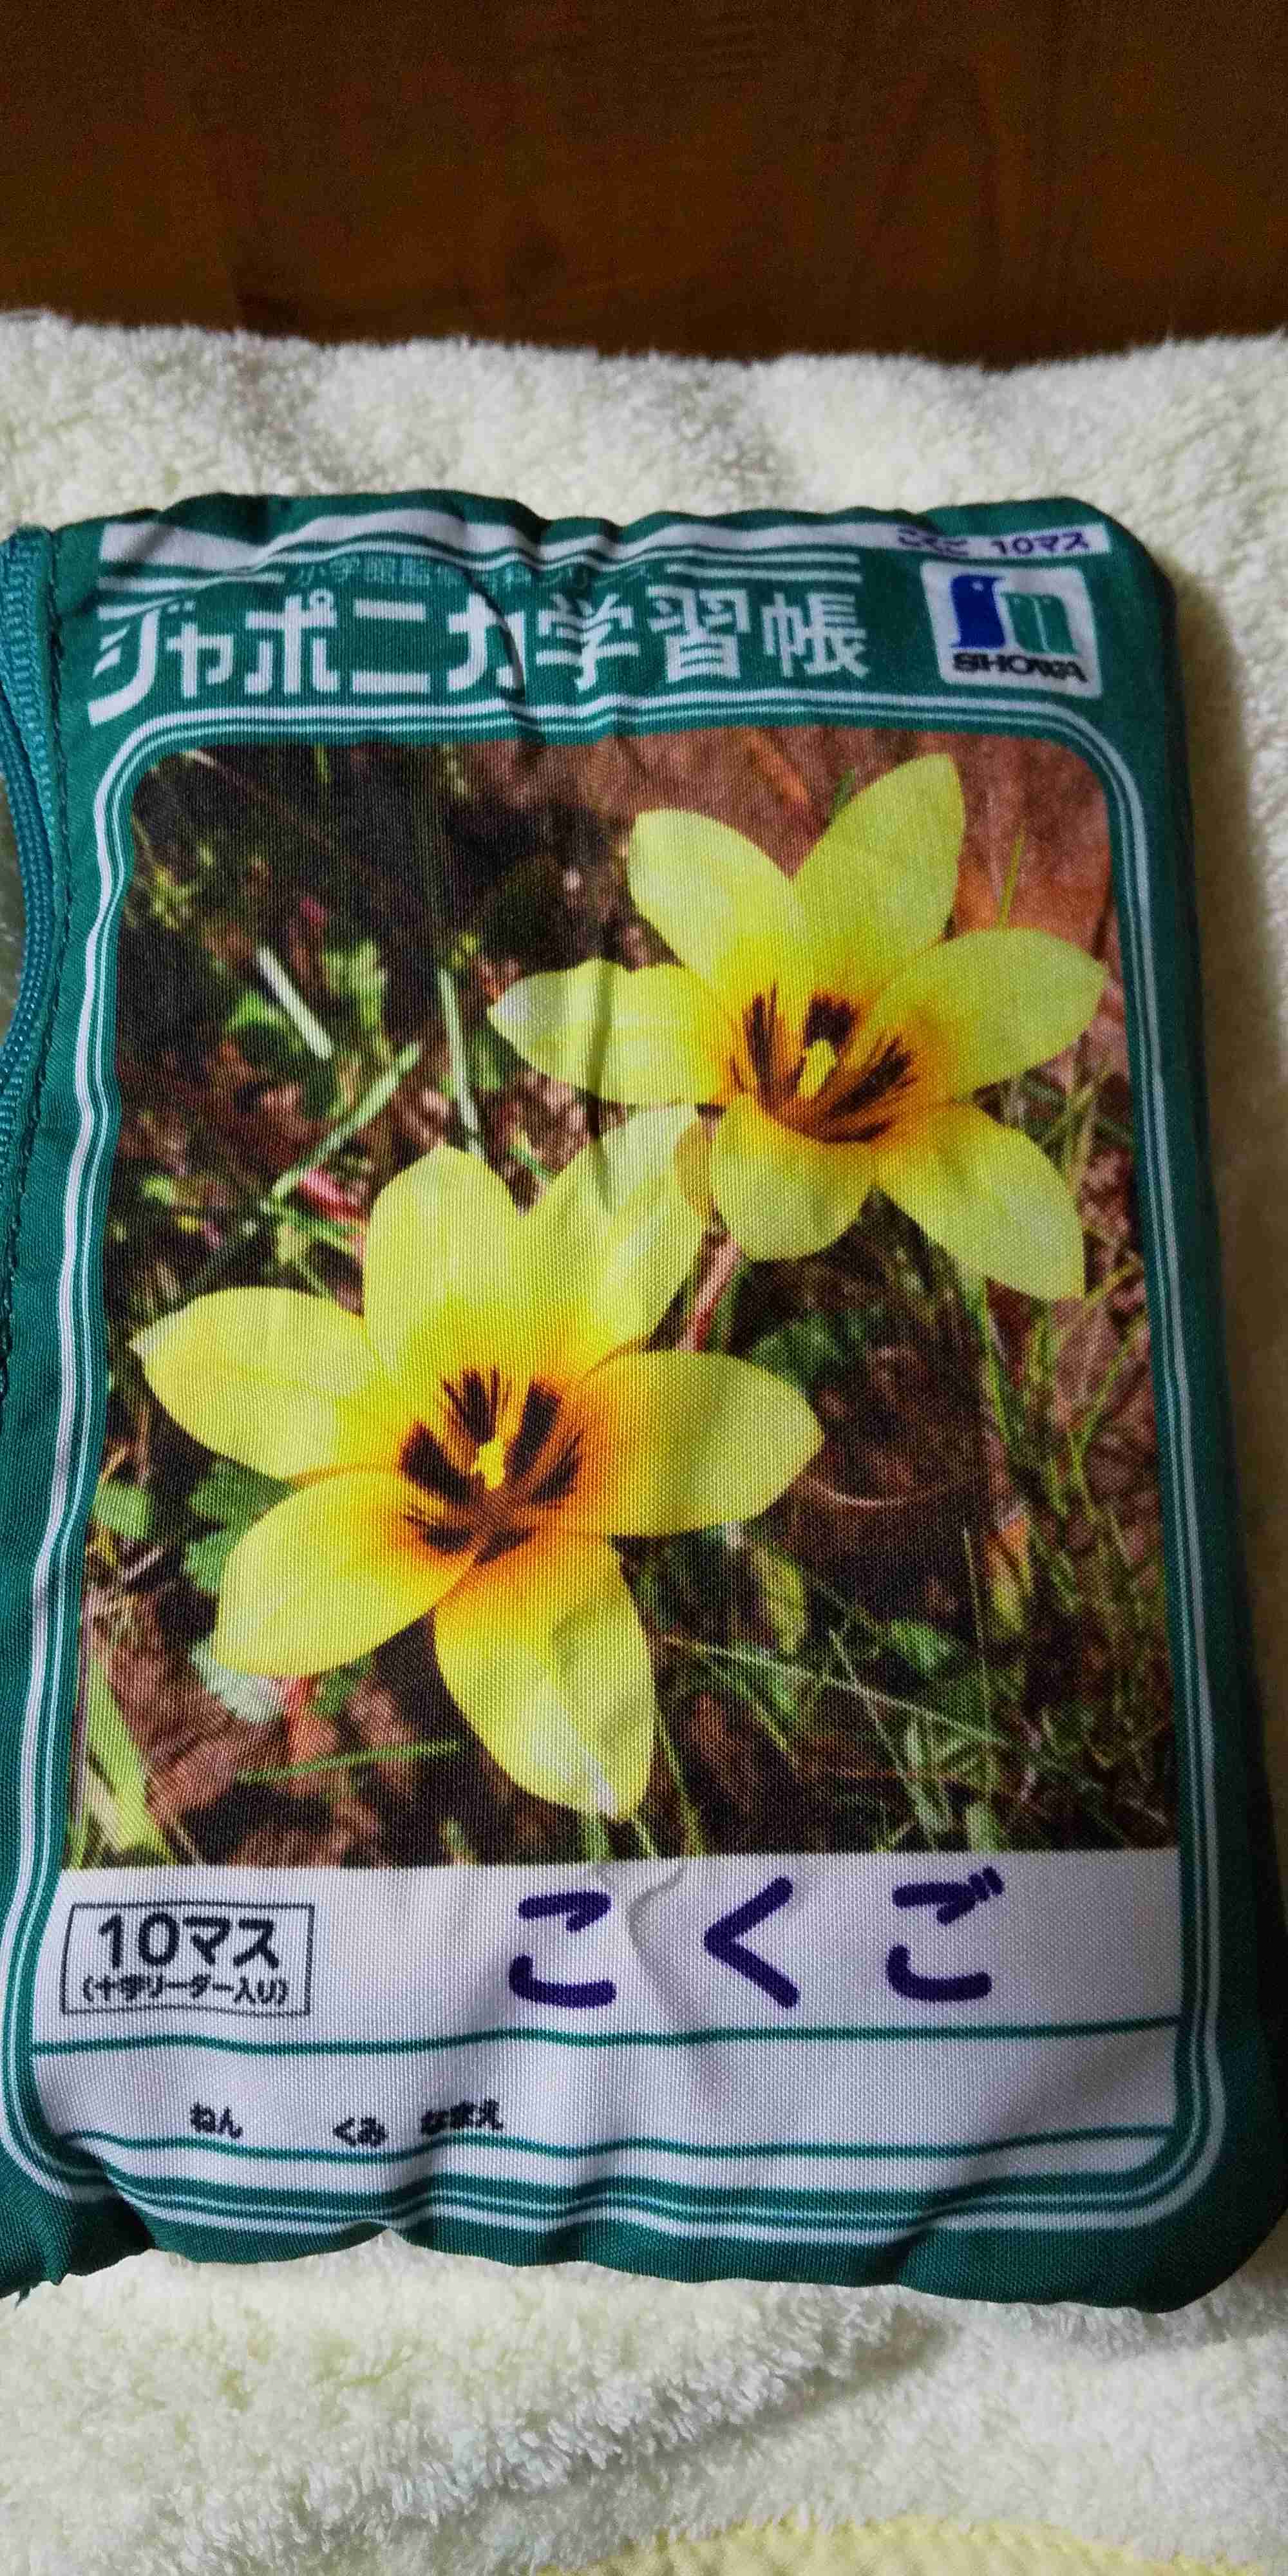 こくご 10マス
小学館監修百科シリーズ
ジャポニカ学習帳
SHOWA
10マス
(十字リーダー入り)
こくご
ねん くみ なまえ